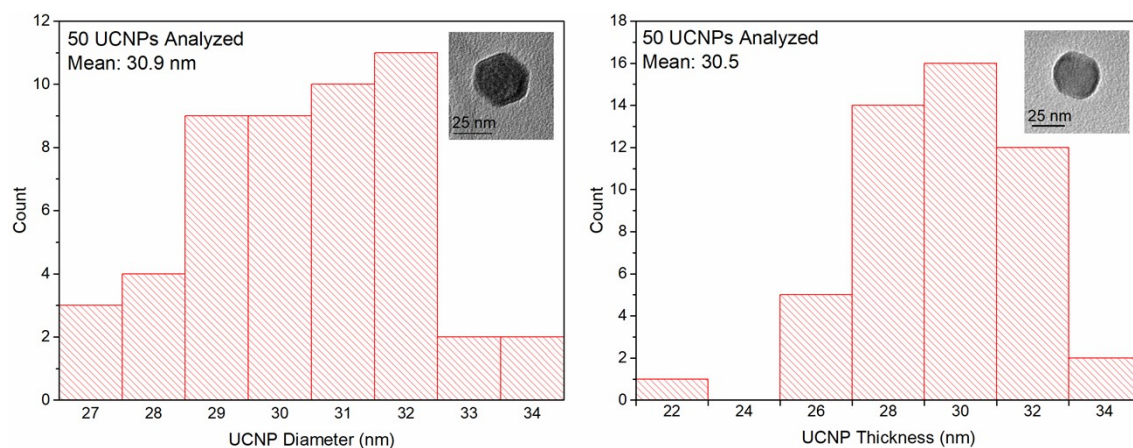 50 UCNPs Analyzed
Mean: 30.9 nm
25 nm
12
10
8
6
4
2
0
Count
27 28 29 30 31 32 33 34
UCNP Diameter (nm)
50 UCNPs Analyzed
Mean: 30.5
25 nm
18
16
14
12
10
8
6
4
2
0
Count
22 24 26 28 30 32 34
UCNP Thickness (nm)